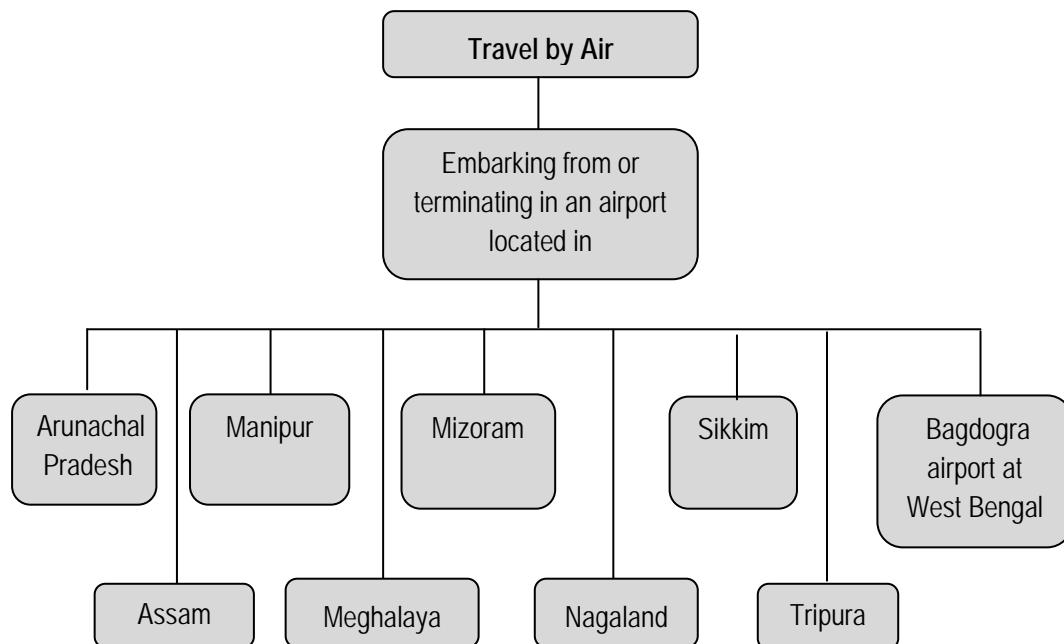 Travel by Air
Embarking from or
terminating in an airport
located in
Arunachal
Pradesh
Manipur
Mizoram
Sikkim
Bagdogra
airport at
West Bengal
Assam
Meghalaya
Nagaland
Tripura